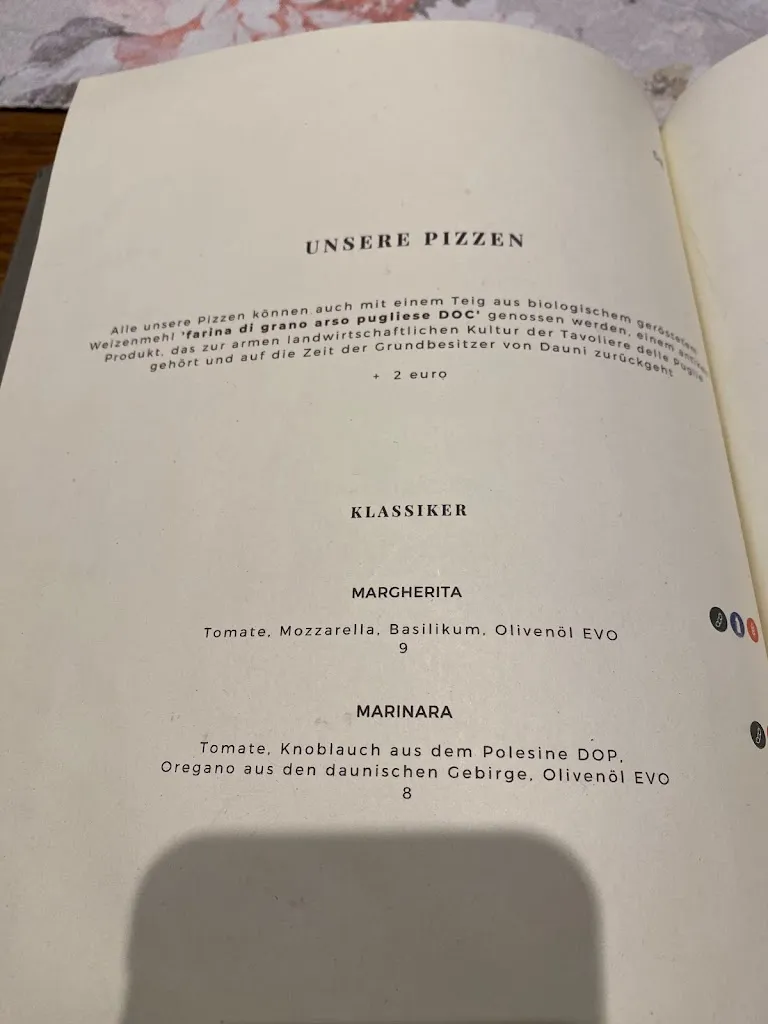 UNSERE PIZZEN
Alle unsere Pizzen können auch mit einem Teig aus biologischem geröstetem
Weizenmehl 'farina di grano arso pugliese DOC' genossen werden, einem
Produkt, das zur armen landwirtschaftlichen Kultur der Tavoliere delle Puglie
gehört und auf die Zeit der Grundbesitzer von Dauni zurückgeht
+ 2 euro
KLASSIKER
MARGHERITA
Tomate, Mozzarella, Basilikum, Olivenöl EVO
9
MARINARA
Tomate, Knoblauch aus dem Polesine DOP,
Oregano aus den daunischen Gebirge, Olivenöl EVO
8